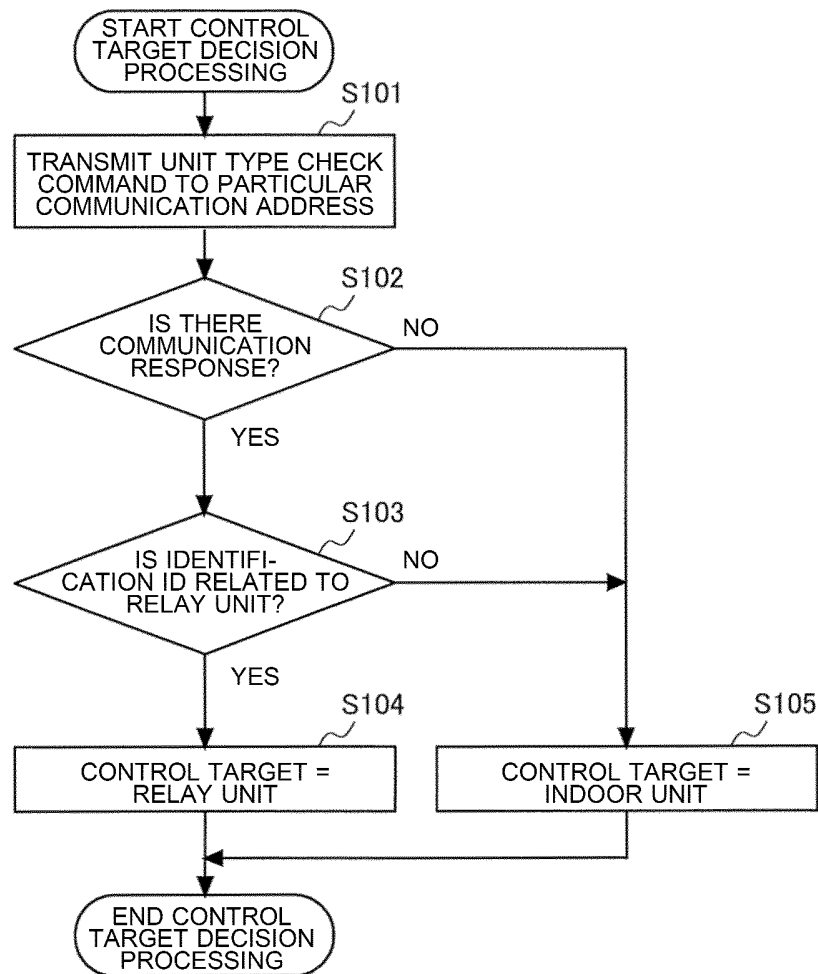 START CONTROL
TARGET DECISION
PROCESSING
S101
TRANSMIT UNIT TYPE CHECK
COMMAND TO PARTICULAR
COMMUNICATION ADDRESS
S102
IS THERE
COMMUNICATION
RESPONSE?
NO
YES
S103
IS IDENTIFI-
CATION ID RELATED TO
RELAY UNIT?
NO
YES
S104
CONTROL TARGET =
RELAY UNIT
S105
CONTROL TARGET =
INDOOR UNIT
END CONTROL
TARGET DECISION
PROCESSING